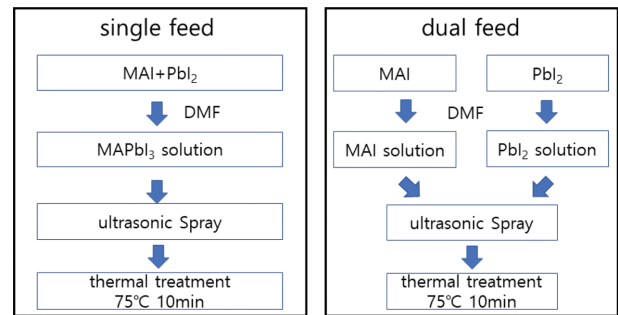 single feed
MAI+PbI₂
DMF
MAPbI₃ solution
ultrasonic Spray
thermal treatment
75℃ 10min
dual feed
MAI
PbI₂
DMF
MAI solution
PbI₂ solution
ultrasonic Spray
thermal treatment
75℃ 10min